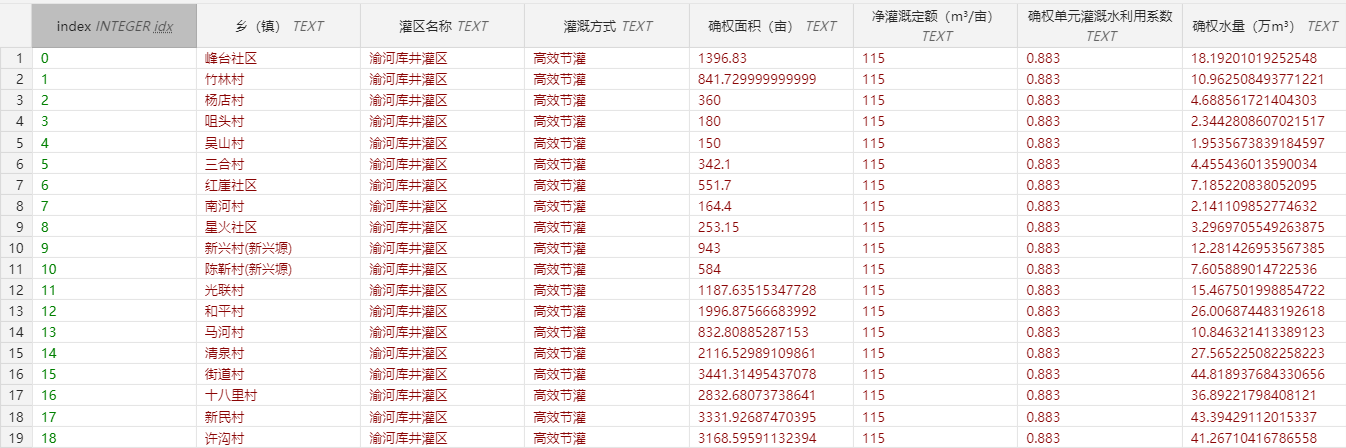 index INTEGER idx 乡（镇） TEXT 灌区名称 TEXT 灌溉方式 TEXT 确权面积（亩） TEXT 净灌溉定额（m³/亩） TEXT 确权单元灌溉水利用系数 TEXT 确权水量（万m³） TEXT
1 0 峰台社区 渝河库井灌区 高效节灌 1396.83 115 0.883 18.19201019252548
2 1 竹林村 渝河库井灌区 高效节灌 841.729999999999 115 0.883 10.962508493771221
3 2 杨店村 渝河库井灌区 高效节灌 360 115 0.883 4.688561721404303
4 3 咀头村 渝河库井灌区 高效节灌 180 115 0.883 2.3442808607021517
5 4 吴山村 渝河库井灌区 高效节灌 150 115 0.883 1.9535673839184597
6 5 三合村 渝河库井灌区 高效节灌 342.1 115 0.883 4.455436013590034
7 6 红崖社区 渝河库井灌区 高效节灌 551.7 115 0.883 7.185220838052095
8 7 南河村 渝河库井灌区 高效节灌 164.4 115 0.883 2.141109852774632
9 8 星火社区 渝河库井灌区 高效节灌 253.15 115 0.883 3.2969705549263875
10 9 新兴村(新兴塬) 渝河库井灌区 高效节灌 943 115 0.883 12.281426953567385
11 10 陈靳村(新兴塬) 渝河库井灌区 高效节灌 584 115 0.883 7.605889014722536
12 11 光联村 渝河库井灌区 高效节灌 1187.63515347728 115 0.883 15.467501998854722
13 12 和平村 渝河库井灌区 高效节灌 1996.87566683992 115 0.883 26.006874483192618
14 13 马河村 渝河库井灌区 高效节灌 832.80885287153 115 0.883 10.846321413389123
15 14 清泉村 渝河库井灌区 高效节灌 2116.52989109861 115 0.883 27.565225082258223
16 15 街道村 渝河库井灌区 高效节灌 3441.31495437078 115 0.883 44.818937684330656
17 16 十八里村 渝河库井灌区 高效节灌 2832.68073738641 115 0.883 36.89221798408121
18 17 新民村 渝河库井灌区 高效节灌 3331.92687470395 115 0.883 43.39429112015337
19 18 许沟村 渝河库井灌区 高效节灌 3168.59591132394 115 0.883 41.26710416786558